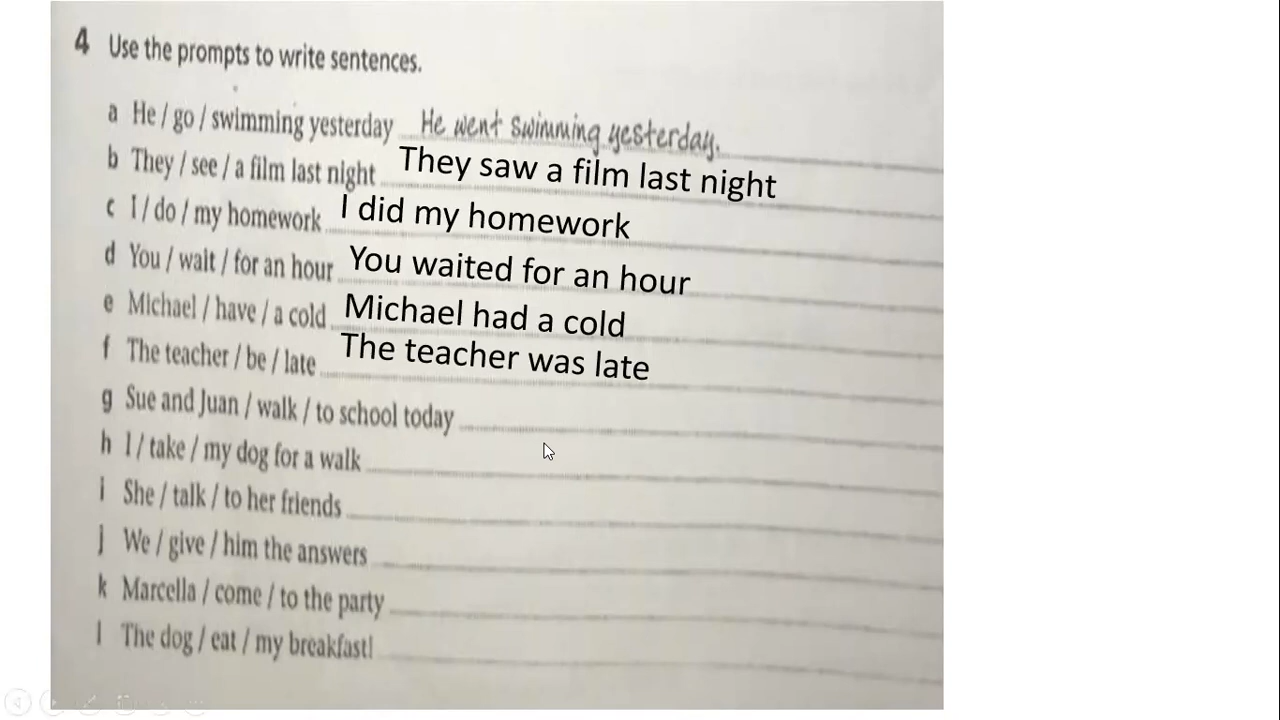 4 Use the prompts to write sentences.
a He / go / swimming yesterday He went swimming yesterday.
b They / see / a film last night They saw a film last night
c I / do / my homework I did my homework
d You / wait / for an hour You waited for an hour
e Michael / have / a cold Michael had a cold
f The teacher / be / late The teacher was late
g Sue and Juan / walk / to school today
h I / take / my dog for a walk
i She / talk / to her friends
j We / give / him the answers
k Marcella / come / to the party
l The dog / eat / my breakfast!